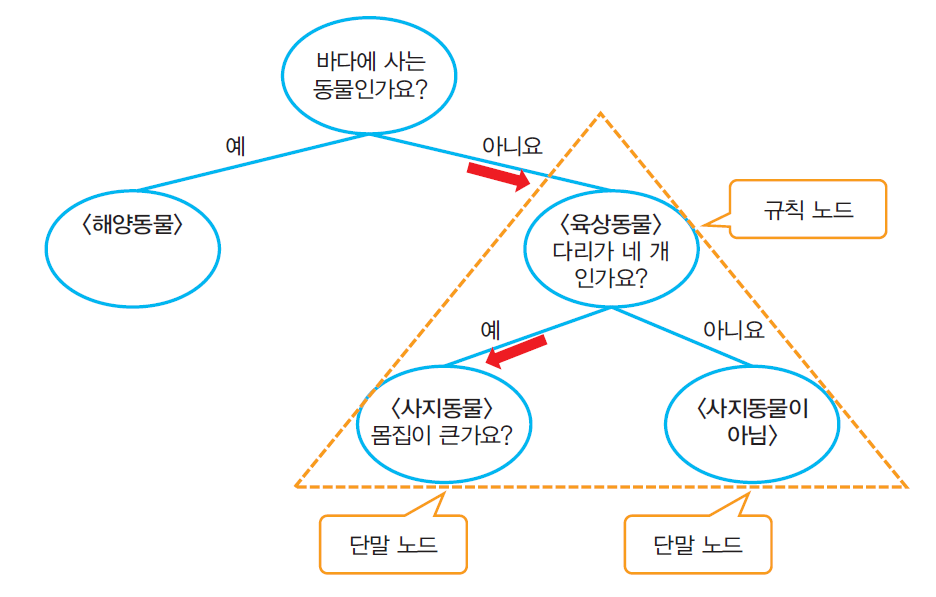 바다에 사는
동물인가요?
예
아니요
〈해양동물〉
〈육상동물〉
다리가 네 개
인가요?
규칙 노드
예
아니요
〈사지동물〉
몸집이 큰가요?
〈사지동물이
아님〉
단말 노드
단말 노드